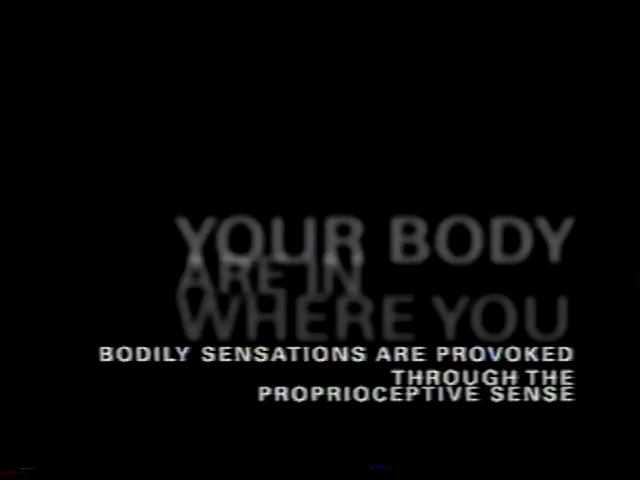 YOUR BODY
ARE IN
WHERE YOU
BODILY SENSATIONS ARE PROVOKED
THROUGH THE
PROPRIOCEPTIVE SENSE